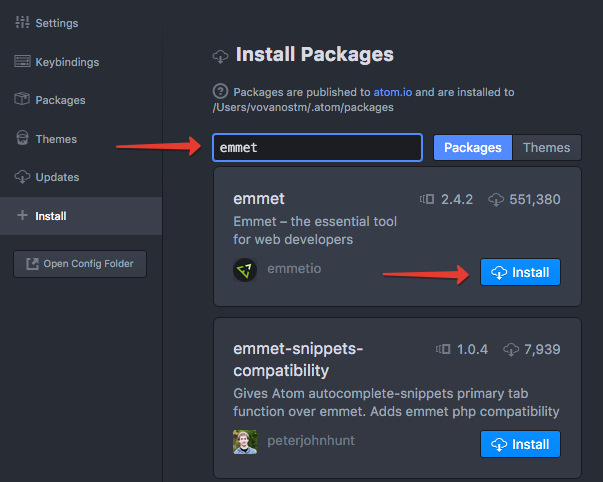 Settings
Keybindings
Packages
Themes
Updates
Install
Open Config Folder
Install Packages
Packages are published to atom.io and are installed to
/Users/vovanostm/.atom/packages
emmet
Packages
Themes
emmet
2.4.2
551,380
Emmet – the essential tool
for web developers
emmetio
Install
emmet-snippets-
compatibility
1.0.4
7,939
Gives Atom autocomplete-snippets primary tab
function over emmet. Adds emmet php compatibility
peterjohnhunt
Install